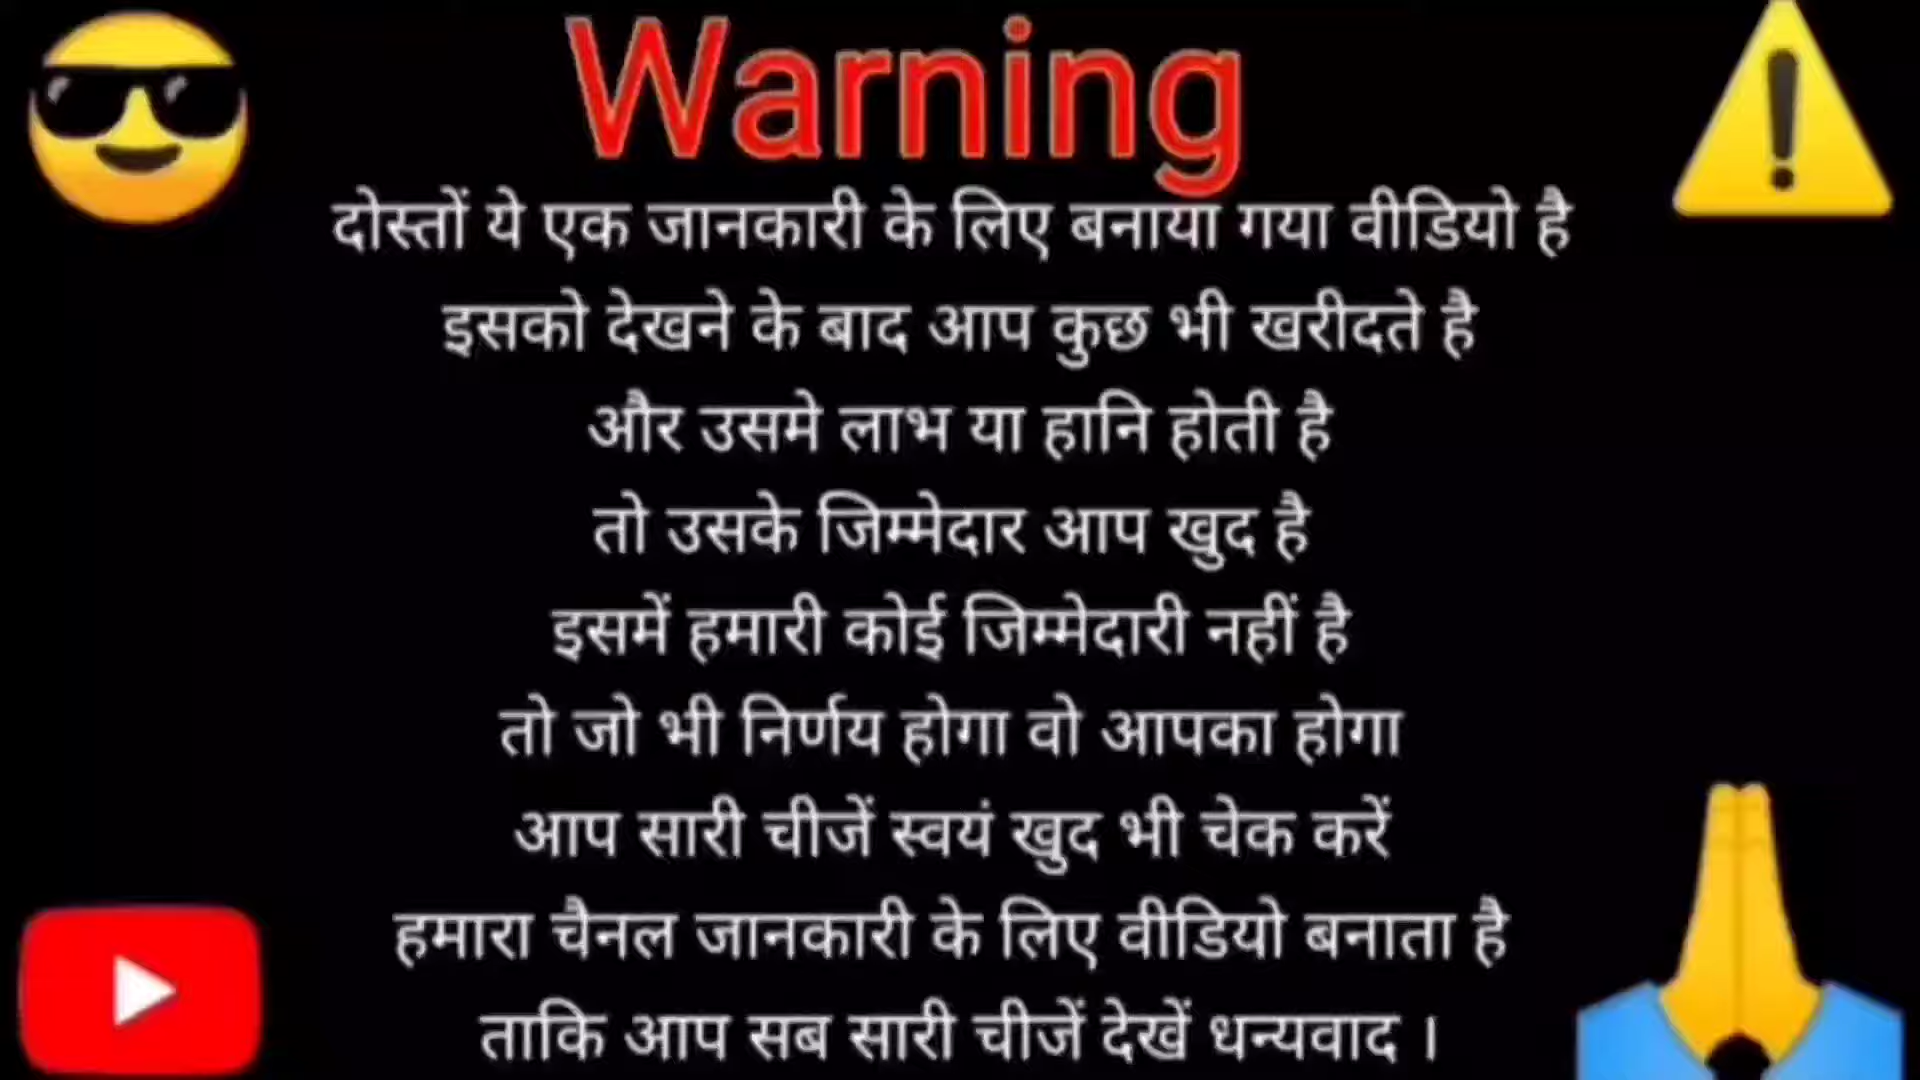 Warning
दोस्तों ये एक जानकारी के लिए बनाया गया वीडियो है
इसको देखने के बाद आप कुछ भी खरीदते है
और उसमे लाभ या हानि होती है
तो उसके जिम्मेदार आप खुद है
इसमें हमारी कोई जिम्मेदारी नहीं है
तो जो भी निर्णय होगा वो आपका होगा
आप सारी चीजें स्वयं खुद भी चेक करें
हमारा चैनल जानकारी के लिए वीडियो बनाता है
ताकि आप सब सारी चीजें देखें धन्यवाद ।